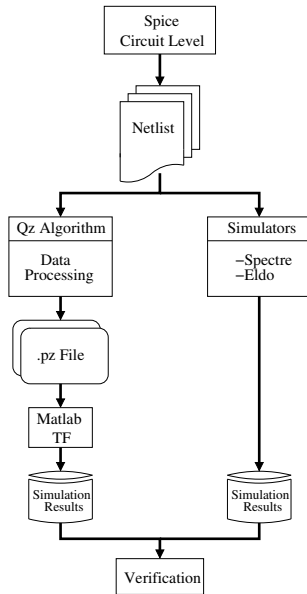 Spice
Circuit Level
Netlist
Qz Algorithm
Data
Processing
Simulators
−Spectre
−Eldo
.pz File
Matlab
TF
Simulation
Results
Simulation
Results
Verification